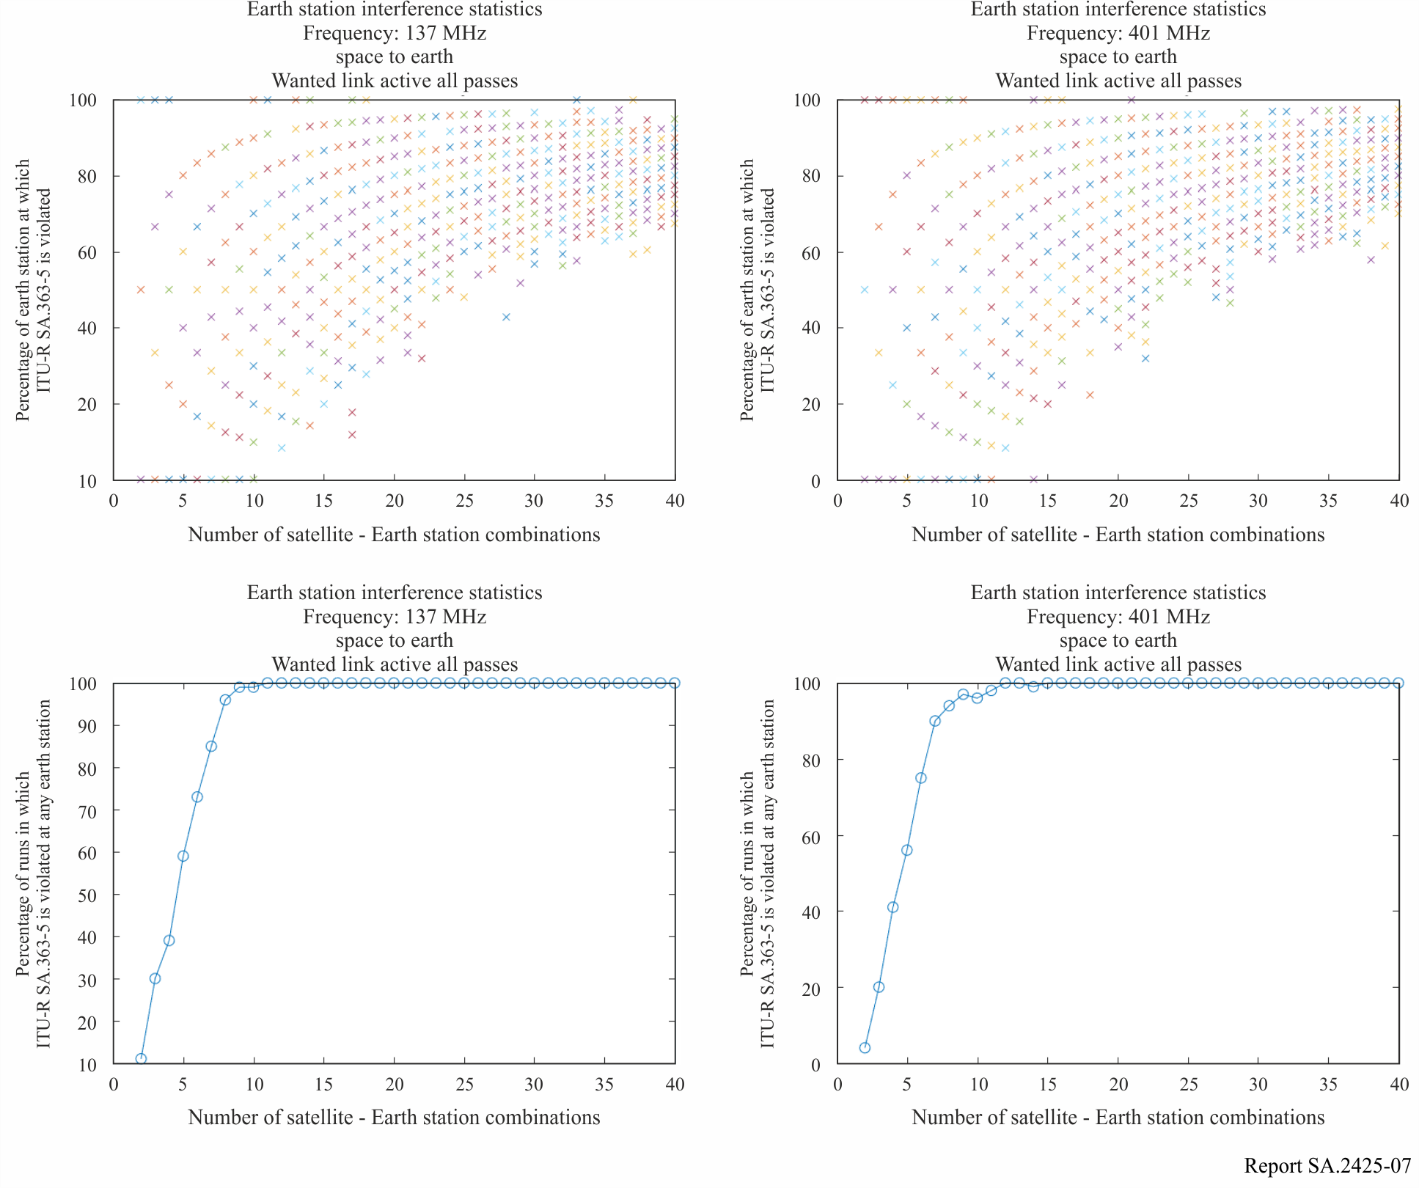 Earth station interference statistics
Frequency: 137 MHz
space to earth
Wanted link active all passes
Percentage of earth station at which
ITU-R SA.363-5 is violated
100
80
60
40
20
10
0 5 10 15 20 25 30 35 40
Number of satellite - Earth station combinations
Earth station interference statistics
Frequency: 401 MHz
space to earth
Wanted link active all passes
Percentage of earth station at which
ITU-R SA.363-5 is violated
100
80
60
40
20
0
0 5 10 15 20 25 30 35 40
Number of satellite - Earth station combinations
Earth station interference statistics
Frequency: 137 MHz
space to earth
Wanted link active all passes
Percentage of runs in which
ITU-R SA.363-5 is violated at any earth station
100
90
80
70
60
50
40
30
20
10
0 5 10 15 20 25 30 35 40
Number of satellite - Earth station combinations
Earth station interference statistics
Frequency: 401 MHz
space to earth
Wanted link active all passes
Percentage of runs in which
ITU-R SA.363-5 is violated at any earth station
100
80
60
40
20
0
0 5 10 15 20 25 30 35 40
Number of satellite - Earth station combinations
Report SA.2425-07